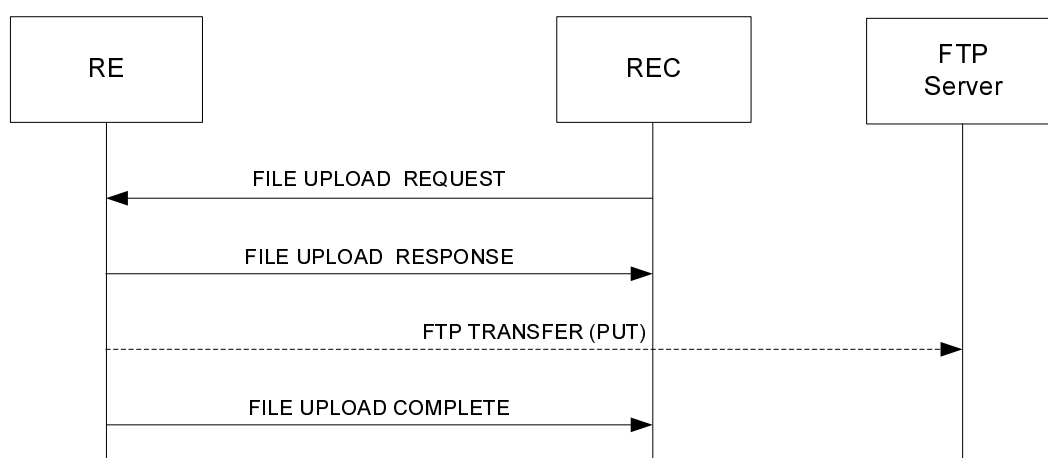 RE
REC
FTP
Server
FILE UPLOAD  REQUEST
FILE UPLOAD  RESPONSE
FTP TRANSFER (PUT)
FILE UPLOAD COMPLETE